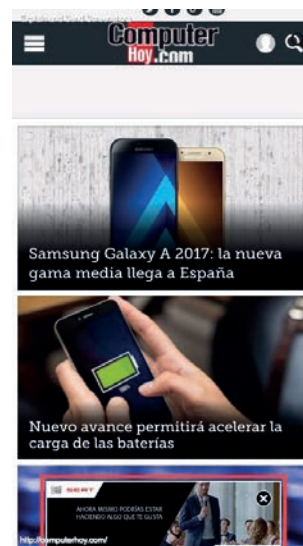 Computer
Hoy.com
Samsung Galaxy A 2017: la nueva
gama media llega a España
Nuevo avance permitirá acelerar la
carga de las baterías
SEAT
AHORA MISMO PODRÍAS ESTAR
HACIENDO ALGO QUE TE GUSTA
http://computerhoy.com/